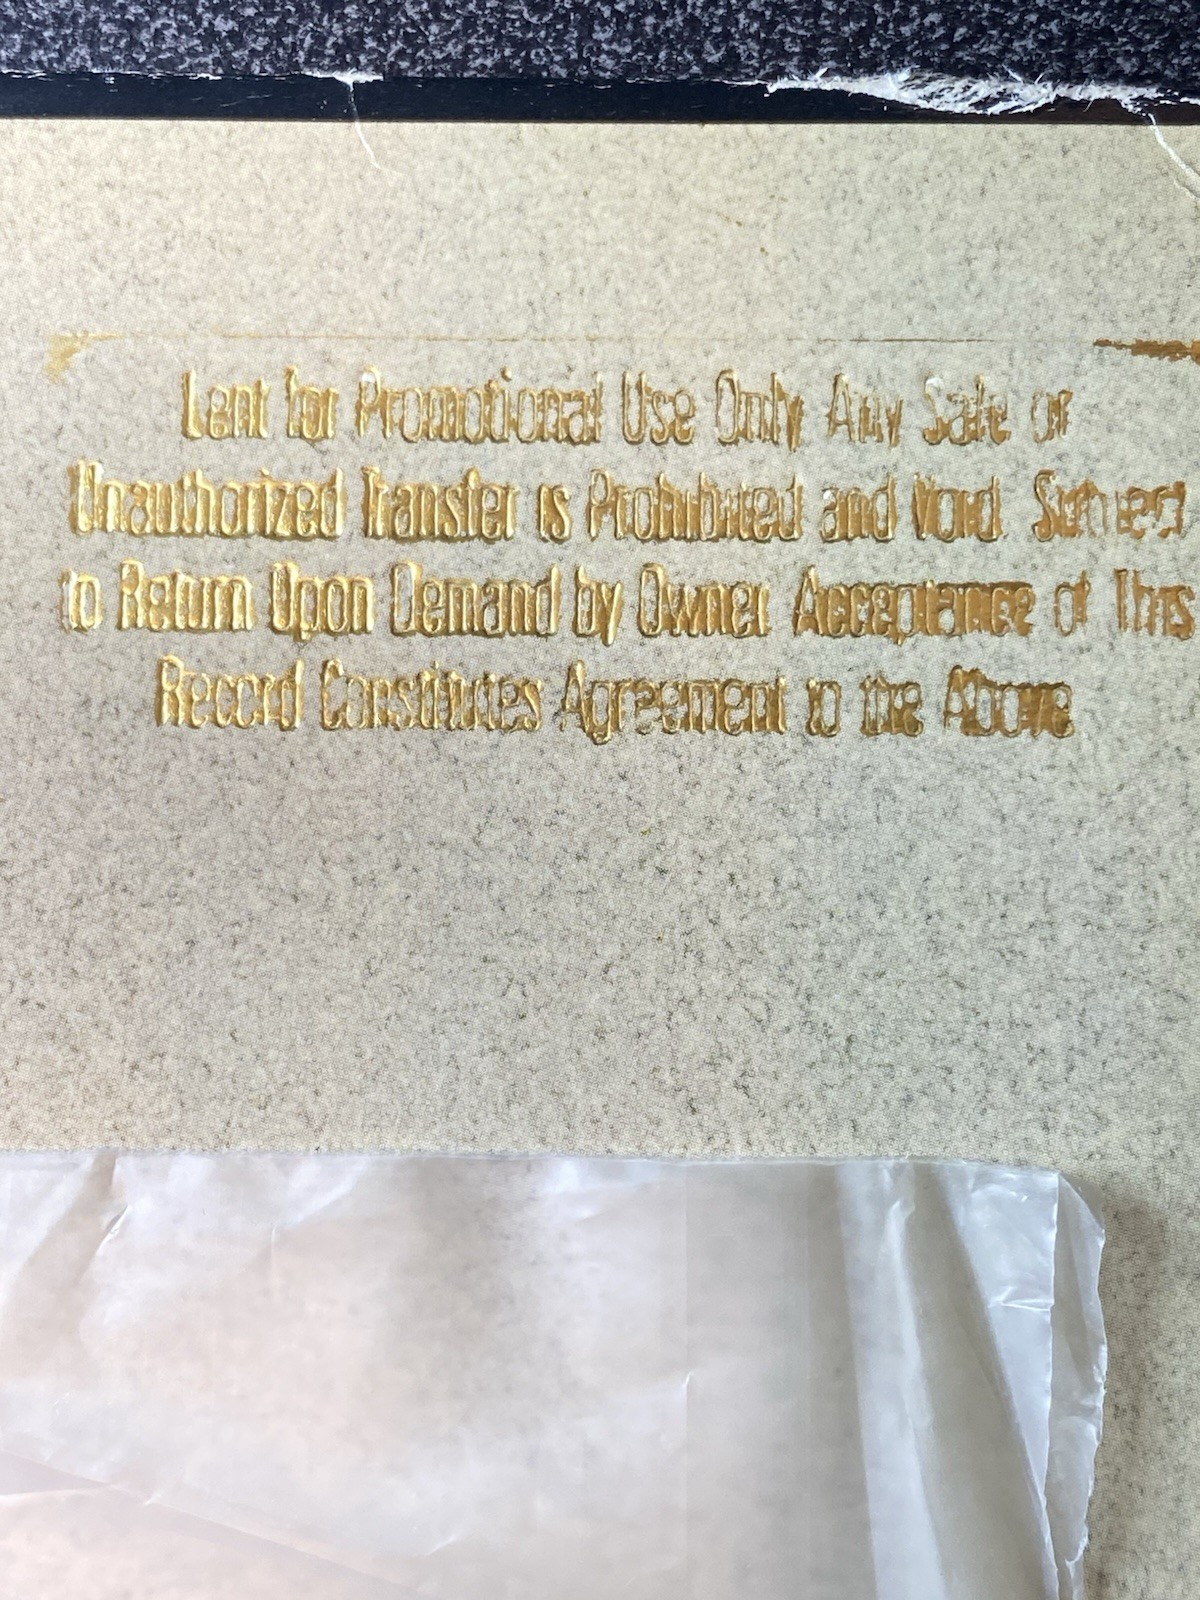 Lent for Promotional Use Only Any Sale or
Unauthorized Transfer is Prohibited and Void Subject
to Return Upon Demand by Owner Acceptance of This
Record Constitutes Agreement to the Above